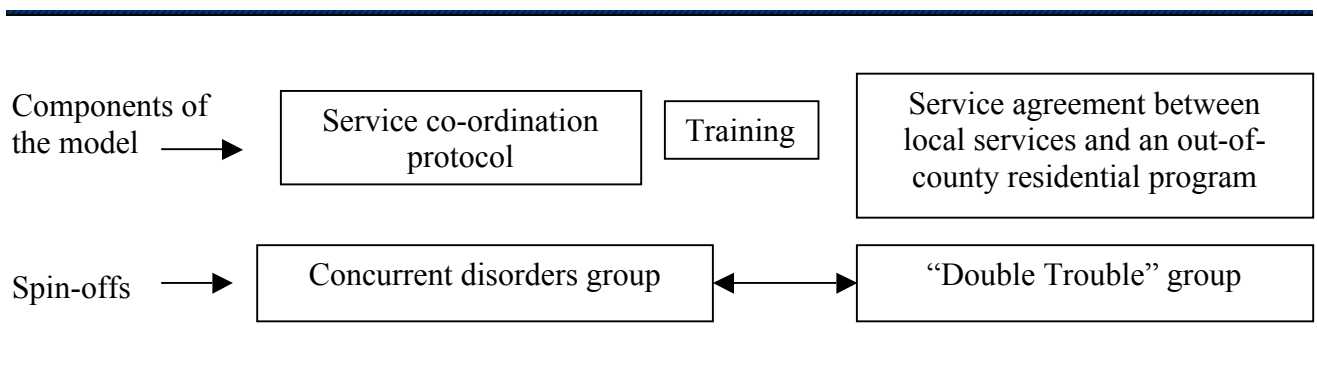 Components of
the model
Service co-ordination
protocol
Training
Service agreement between
local services and an out-of-
county residential program
Spin-offs
Concurrent disorders group
“Double Trouble” group